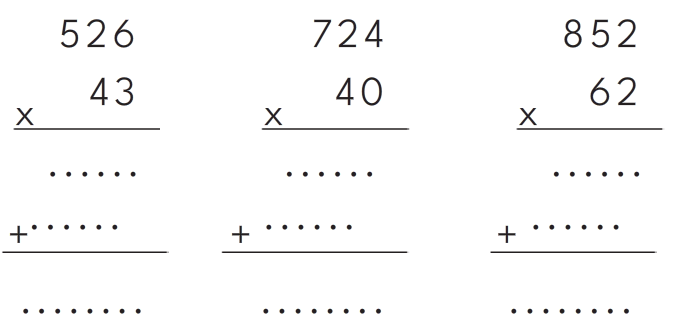 526 724 852
43 40 62
x x x
...... ...... ......
+...... + ...... + ......
........ ........ ........